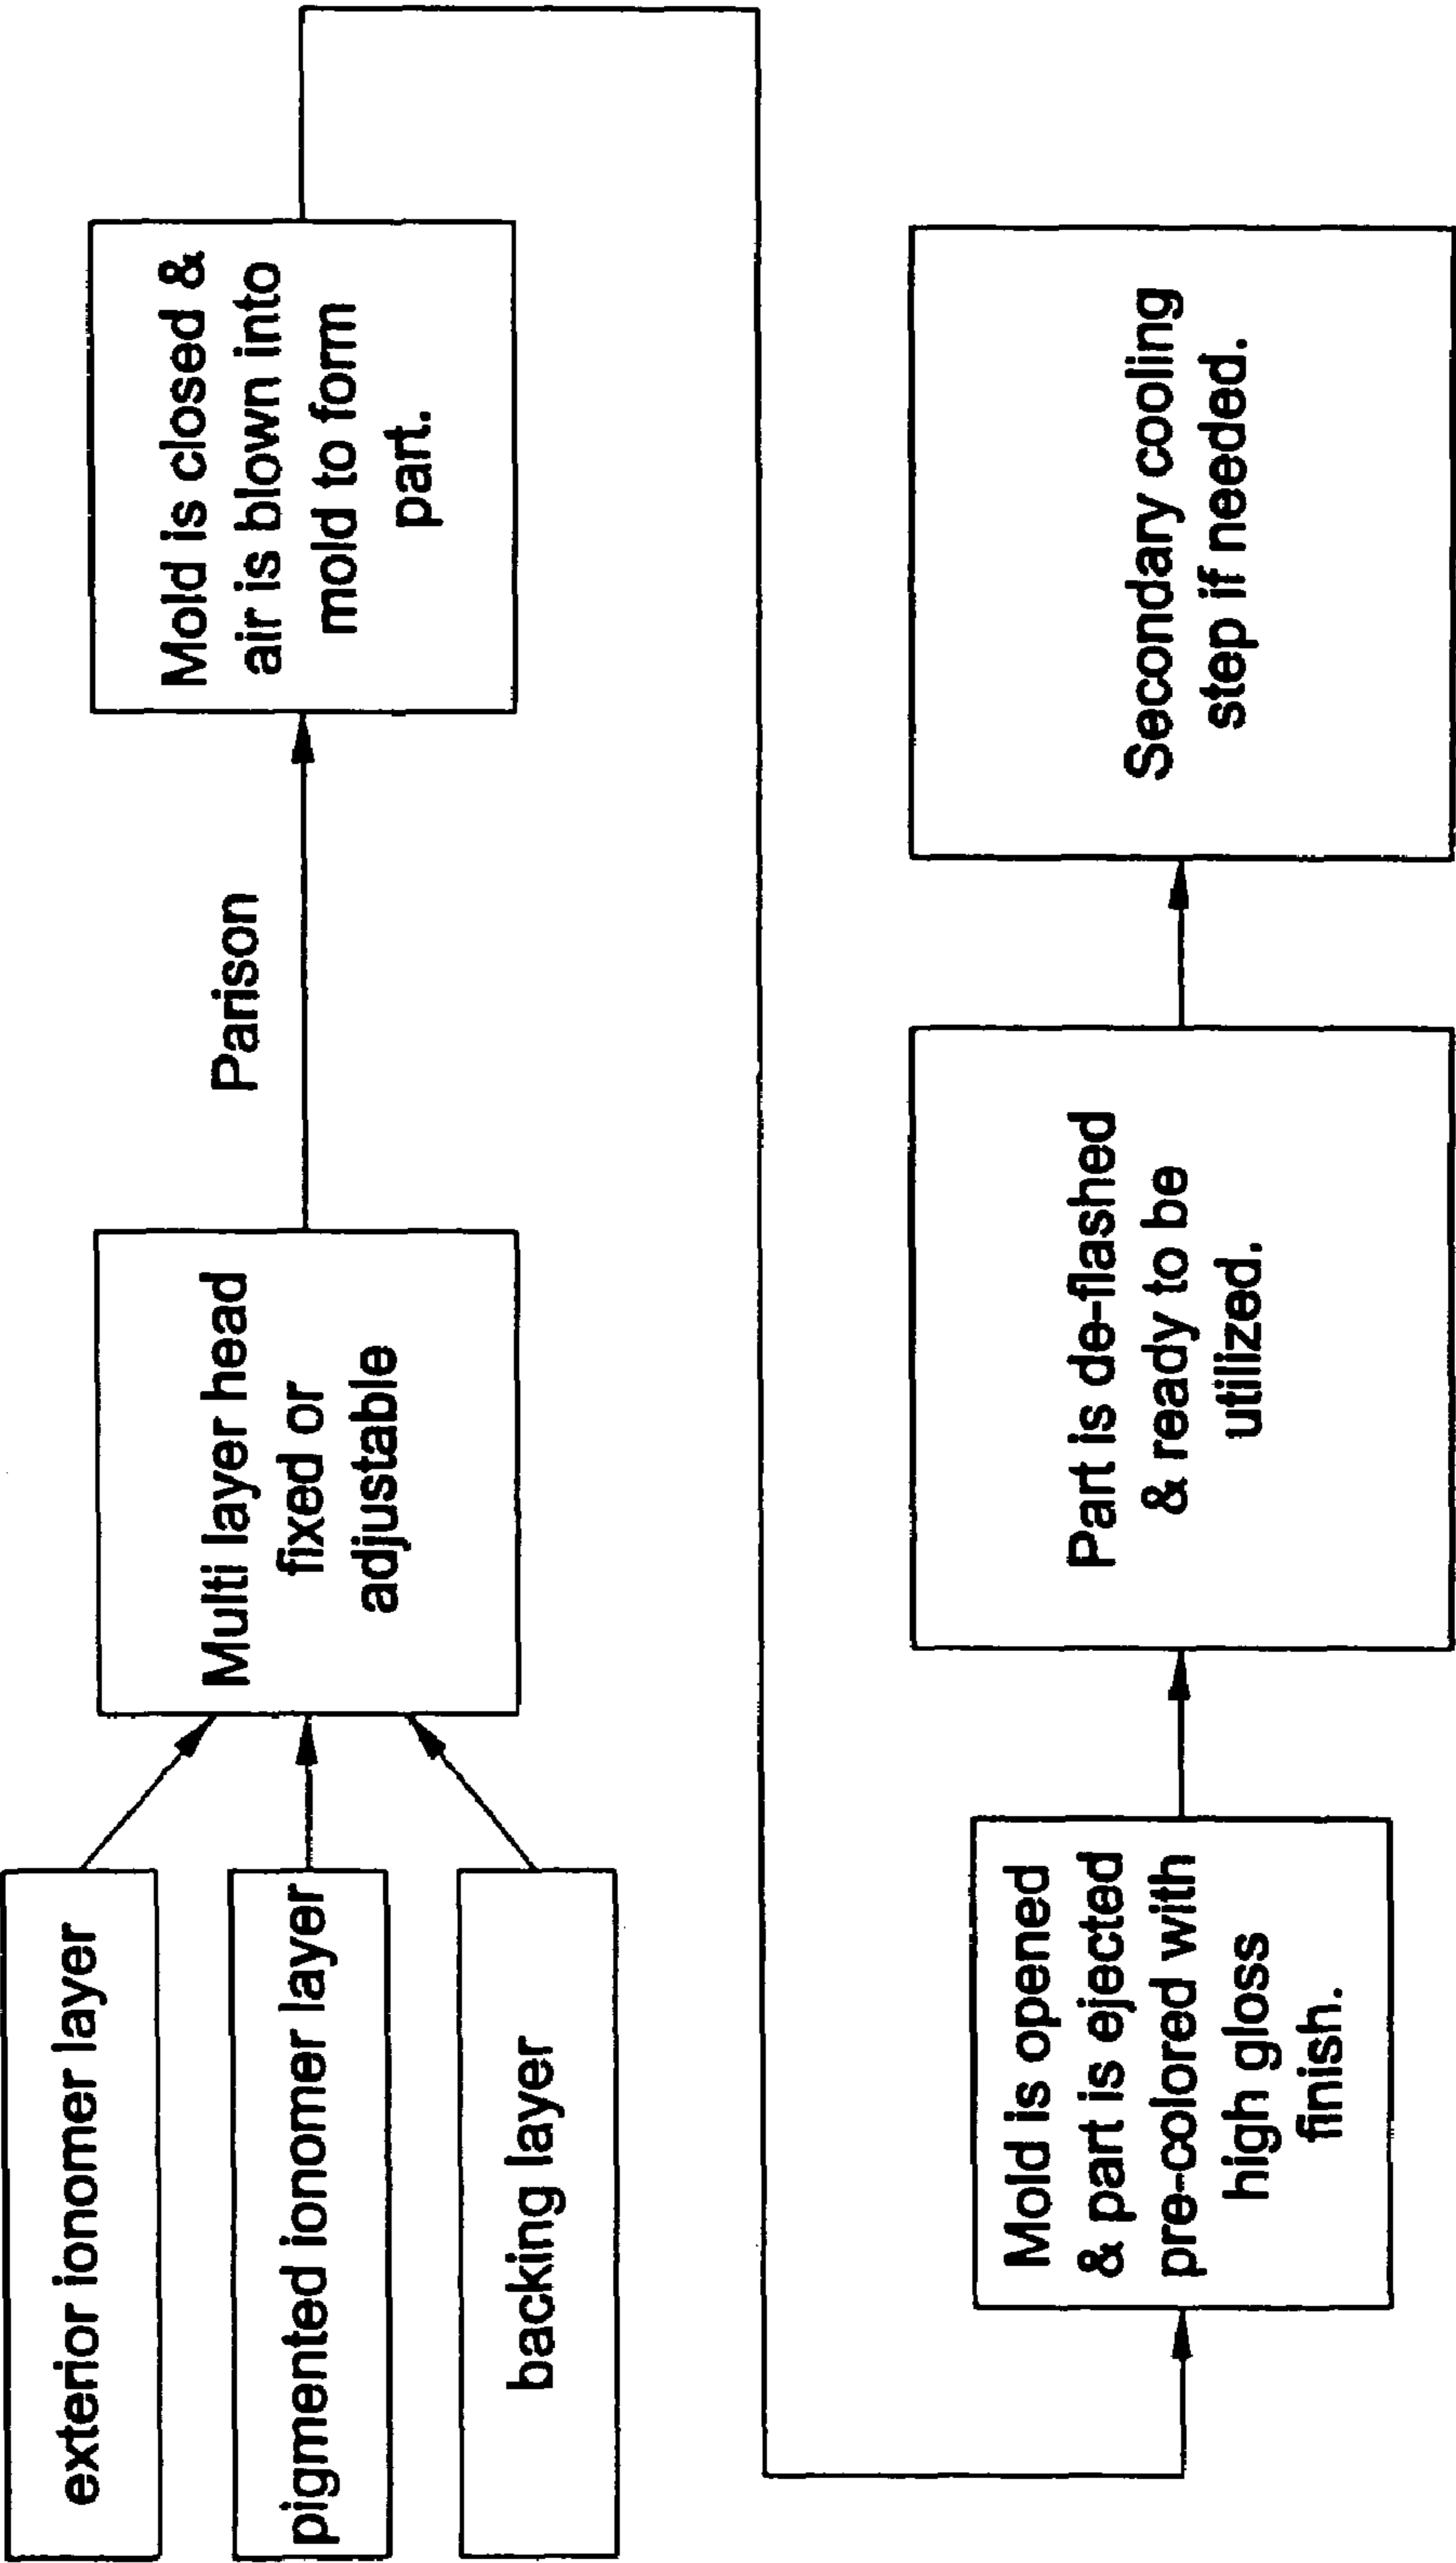 exterior ionomer layer
pigmented ionomer layer
backing layer
Multi layer head
fixed or
adjustable
Parison
Mold is closed &
air is blown into
mold to form
part.
Mold is opened
& part is ejected
pre-colored with
high gloss
finish.
Part is de-flashed
& ready to be
utilized.
Secondary cooling
step if needed.